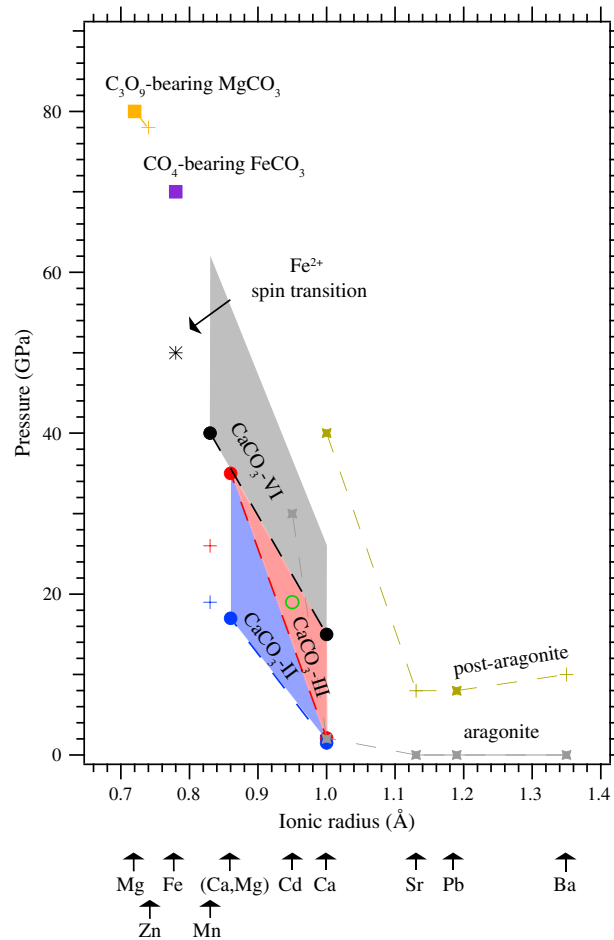 C₃O₉-bearing MgCO₃
80
CO₄-bearing FeCO₃
60
Fe²⁺
spin transition
Pressure (GPa)
40
CaCO₃-VI
20
CaCO₃-III
CaCO₃-II
post-aragonite
aragonite
0
0.7 0.8 0.9 1.0 1.1 1.2 1.3 1.4
Ionic radius (Å)
Mg Fe (Ca,Mg) Cd Ca Sr Pb Ba
Zn Mn